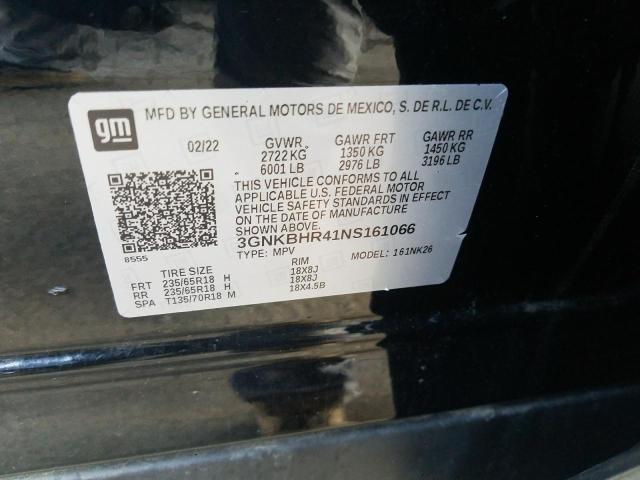 gm
MFD BY GENERAL MOTORS DE MEXICO, S. DE R.L. DE C.V.
02/22 GVWR GAWR FRT GAWR RR
2722 KG 1350 KG 1450 KG
6001 LB 2976 LB 3196 LB
THIS VEHICLE CONFORMS TO ALL
APPLICABLE U.S. FEDERAL MOTOR
VEHICLE SAFETY STANDARDS IN EFFECT
ON THE DATE OF MANUFACTURE
SHOWN ABOVE.
3GNKBHR41NS161066
8555
TYPE: MPV MODEL: 161NK26
TIRE SIZE RIM
FRT 235/65R18 H 18X8J
RR 235/65R18 H 18X8J
SPA T135/70R18 M 18X4.5B